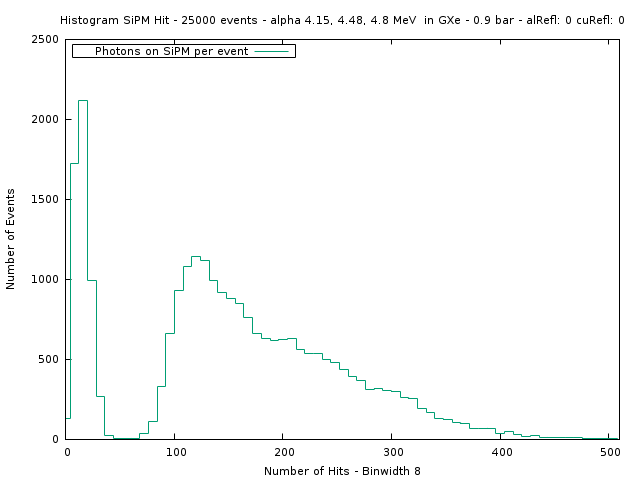 Histogram SiPM Hit - 25000 events - alpha 4.15, 4.48, 4.8 MeV  in GXe - 0.9 bar - alRefl: 0 cuRefl: 0
2500
Photons on SiPM per event
2000
1500
Number of Events
1000
500
0
0 100 200 300 400 500
Number of Hits - Binwidth 8